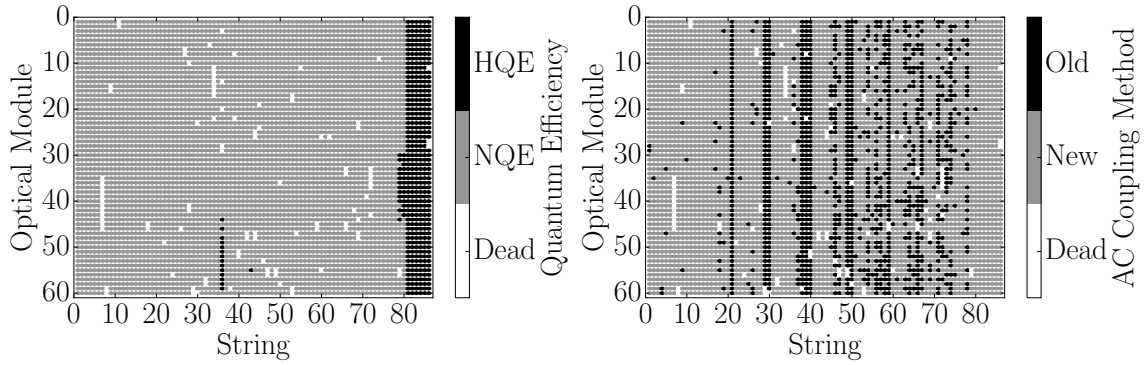 0
10
20
30
40
50
60
Optical Module
0 10 20 30 40 50 60 70 80
String
HQE
NQE
Dead
Quantum Efficiency
0
10
20
30
40
50
60
Optical Module
0 10 20 30 40 50 60 70 80
String
Old
New
Dead
AC Coupling Method